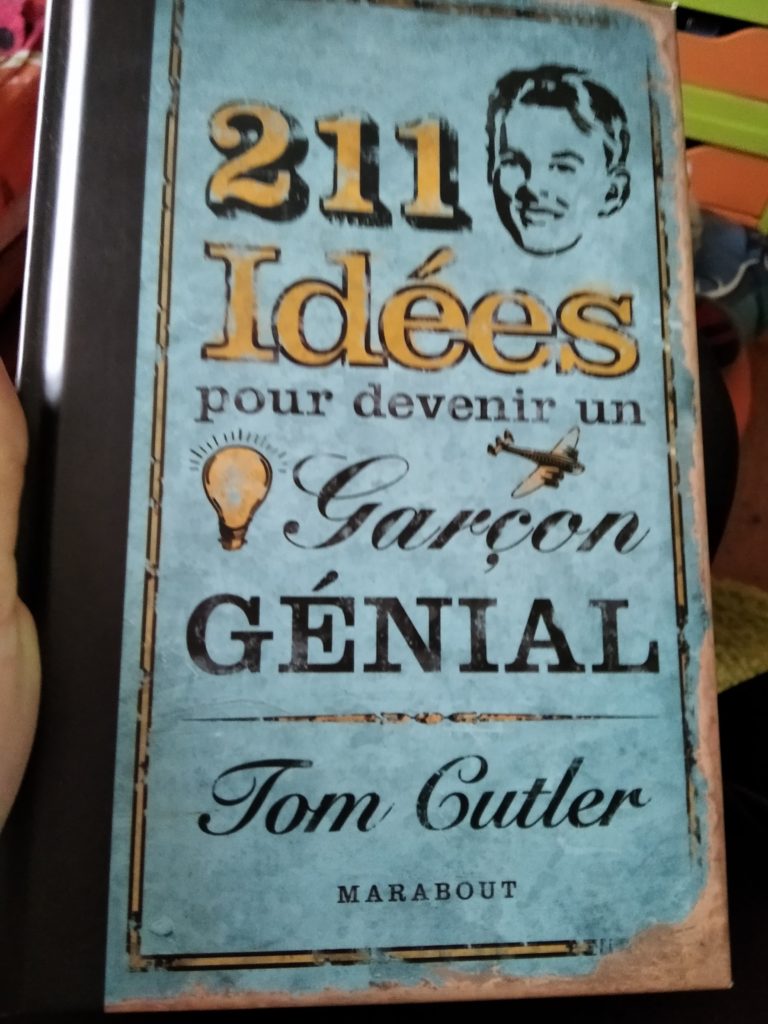 211
Idées
pour devenir un
Garçon
GÉNIAL
Tom Cutler
MARABOUT